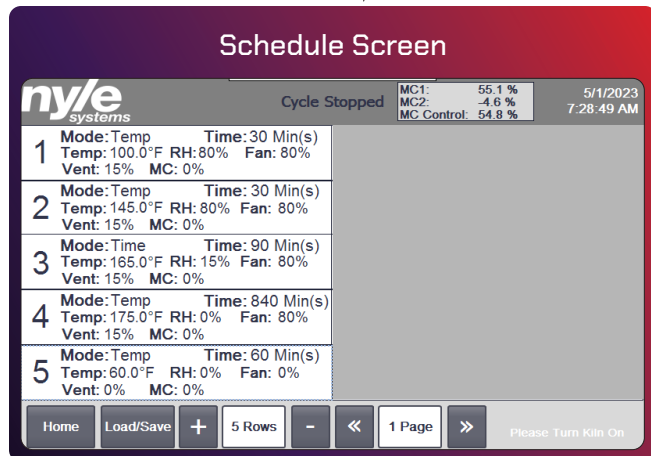 Schedule Screen
nyle
systems
Cycle Stopped
MC1: 55.1 %
MC2: -4.6 %
MC Control: 54.8 %
5/1/2023
7:28:49 AM
1
Mode: Temp Time: 30 Min(s)
Temp: 100.0°F RH: 80% Fan: 80%
Vent: 15% MC: 0%
2
Mode: Temp Time: 30 Min(s)
Temp: 145.0°F RH: 80% Fan: 80%
Vent: 15% MC: 0%
3
Mode: Time Time: 90 Min(s)
Temp: 165.0°F RH: 15% Fan: 80%
Vent: 15% MC: 0%
4
Mode: Temp Time: 840 Min(s)
Temp: 175.0°F RH: 0% Fan: 80%
Vent: 15% MC: 0%
5
Mode: Temp Time: 60 Min(s)
Temp: 60.0°F RH: 0% Fan: 0%
Vent: 0% MC: 0%
Home Load/Save + 5 Rows - « 1 Page » Please Turn Kiln On